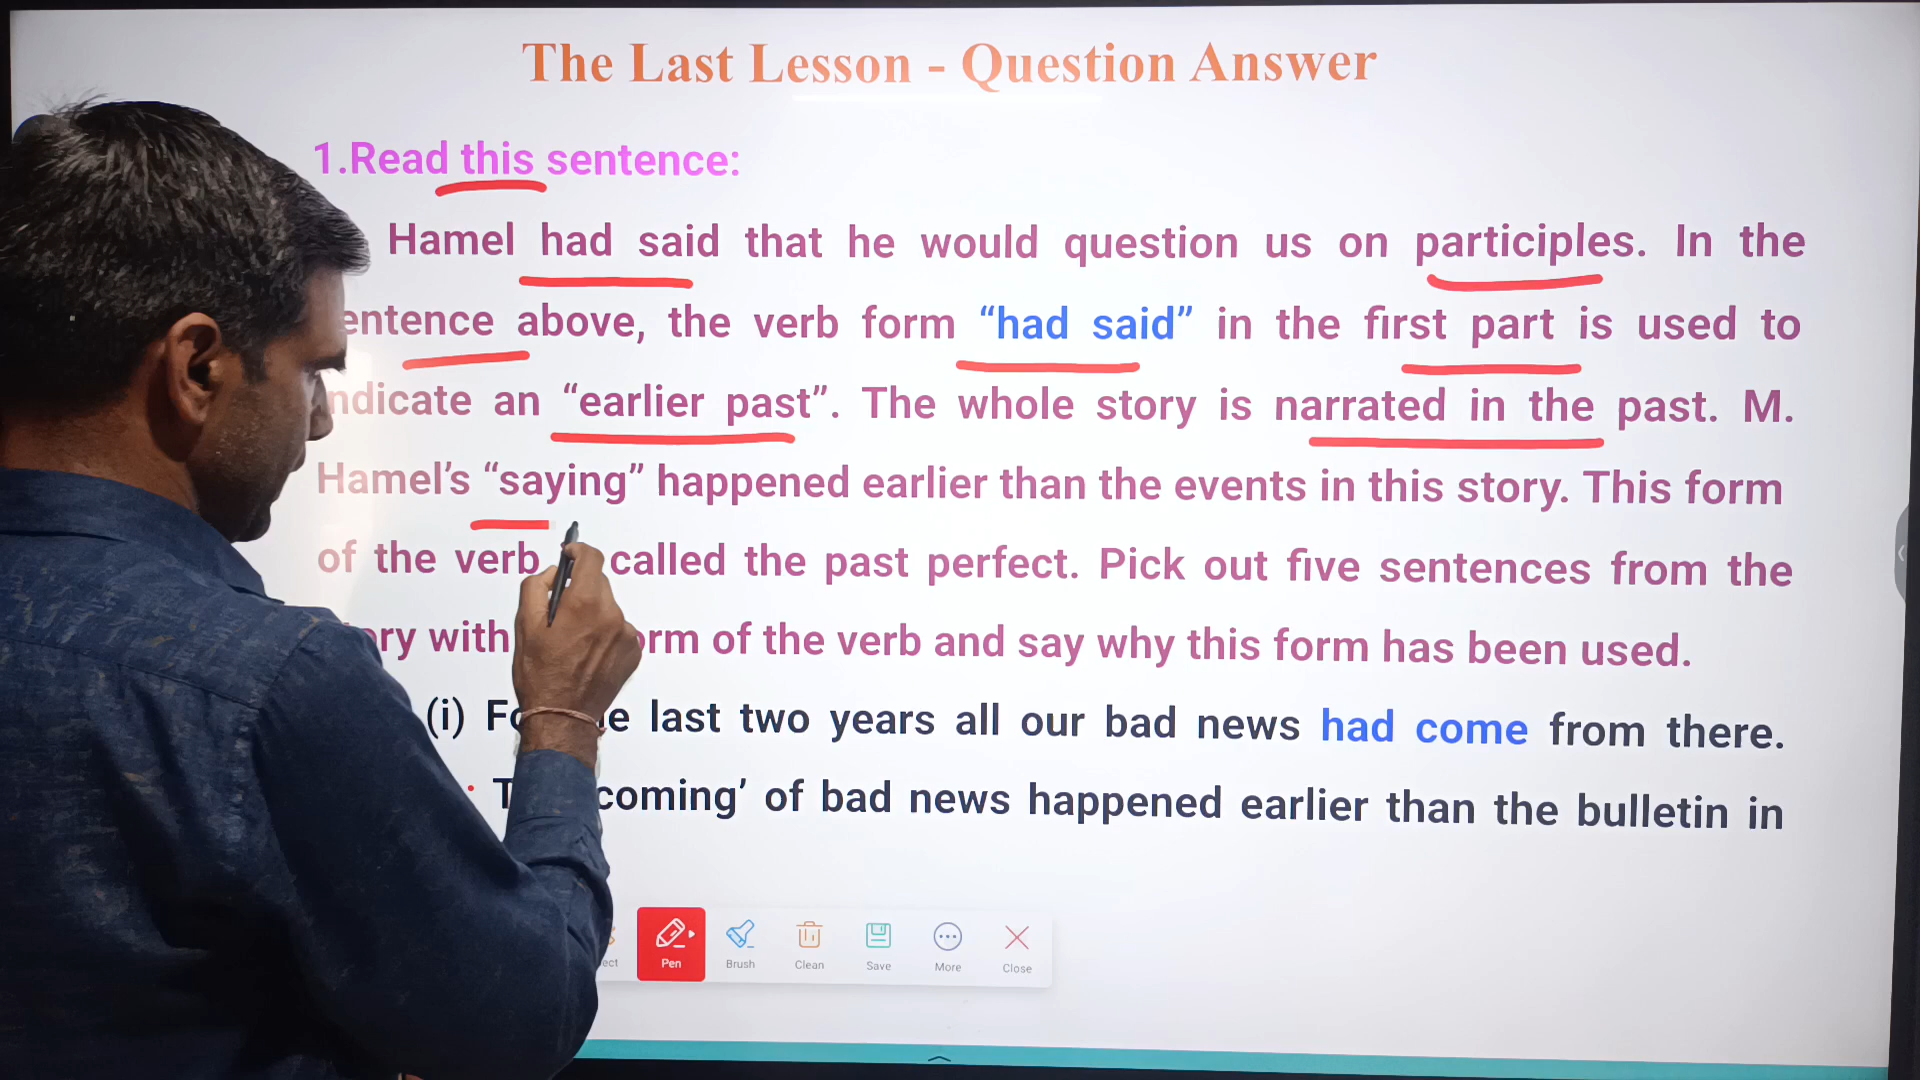 The Last Lesson - Question Answer
1.Read this sentence:
Hamel had said that he would question us on participles. In the
entence above, the verb form “had said” in the first part is used to
ndicate an “earlier past”. The whole story is narrated in the past. M.
Hamel’s “saying” happened earlier than the events in this story. This form
of the verb called the past perfect. Pick out five sentences from the
ory with orm of the verb and say why this form has been used.
(i) Fo e last two years all our bad news had come from there.
T coming’ of bad news happened earlier than the bulletin in
ect Pen Brush Clean Save More Close